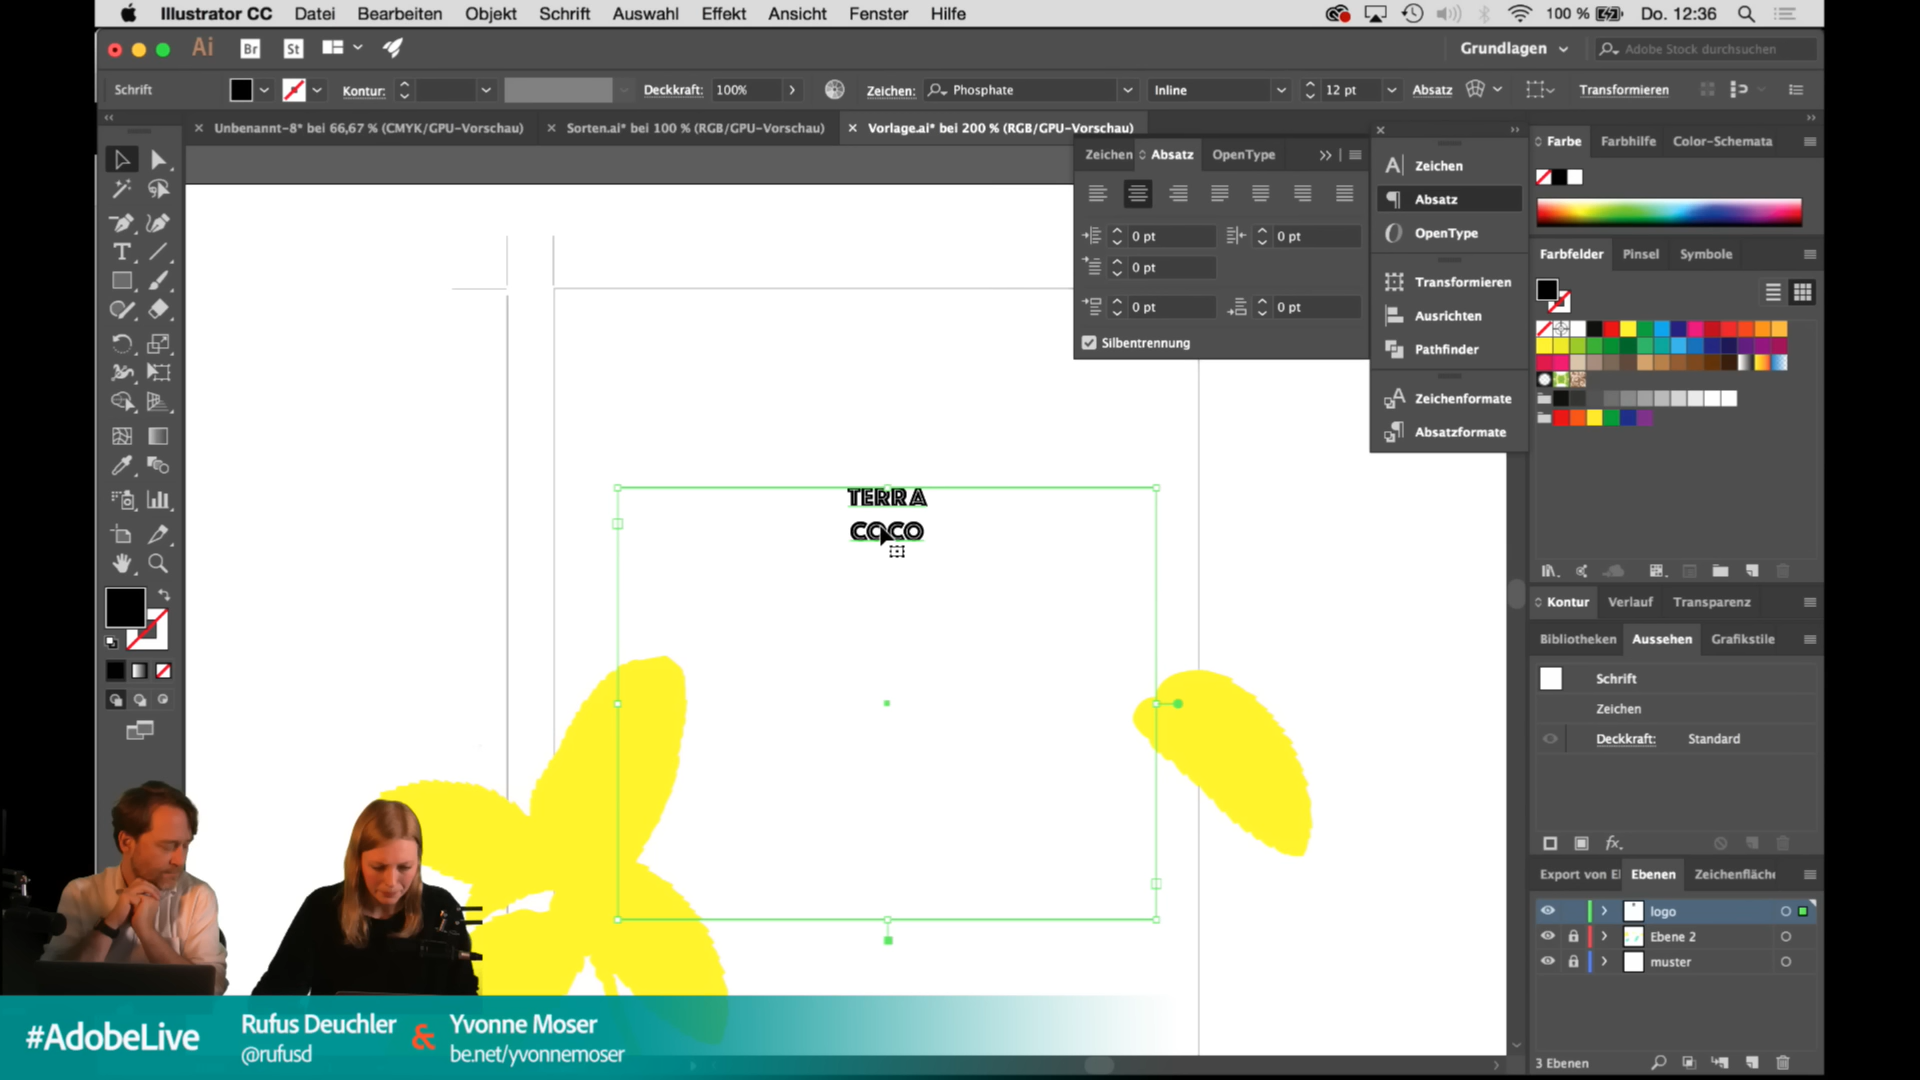 Illustrator CC Datei Bearbeiten Objekt Schrift Auswahl Effekt Ansicht Fenster Hilfe 100 % Do. 12:36
Ai Br St Grundlagen Adobe Stock durchsuchen
Schrift Kontur: Deckkraft: 100% Zeichen: Phosphate Inline 12 pt Absatz Transformieren
Unbenannt-8* bei 66,67 % (CMYK/GPU-Vorschau) Sorten.ai* bei 100 % (RGB/GPU-Vorschau) Vorlage.ai* bei 200 % (RGB/GPU-Vorschau)
Zeichen Absatz OpenType
0 pt 0 pt
0 pt
0 pt 0 pt
Silbentrennung
Zeichen
Absatz
OpenType
Transformieren
Ausrichten
Pathfinder
Zeichenformate
Absatzformate
Farbe Farbhilfe Color-Schemata
Farbfelder Pinsel Symbole
TERRA
COCO
Kontur Verlauf Transparenz
Bibliotheken Aussehen Grafikstile
Schrift
Zeichen
Deckkraft: Standard
fx.
Export von El Ebenen Zeichenfläche
logo
Ebene 2
muster
3 Ebenen
#AdobeLive
Rufus Deuchler
@rufusd
&
Yvonne Moser
be.net/yvonnemoser